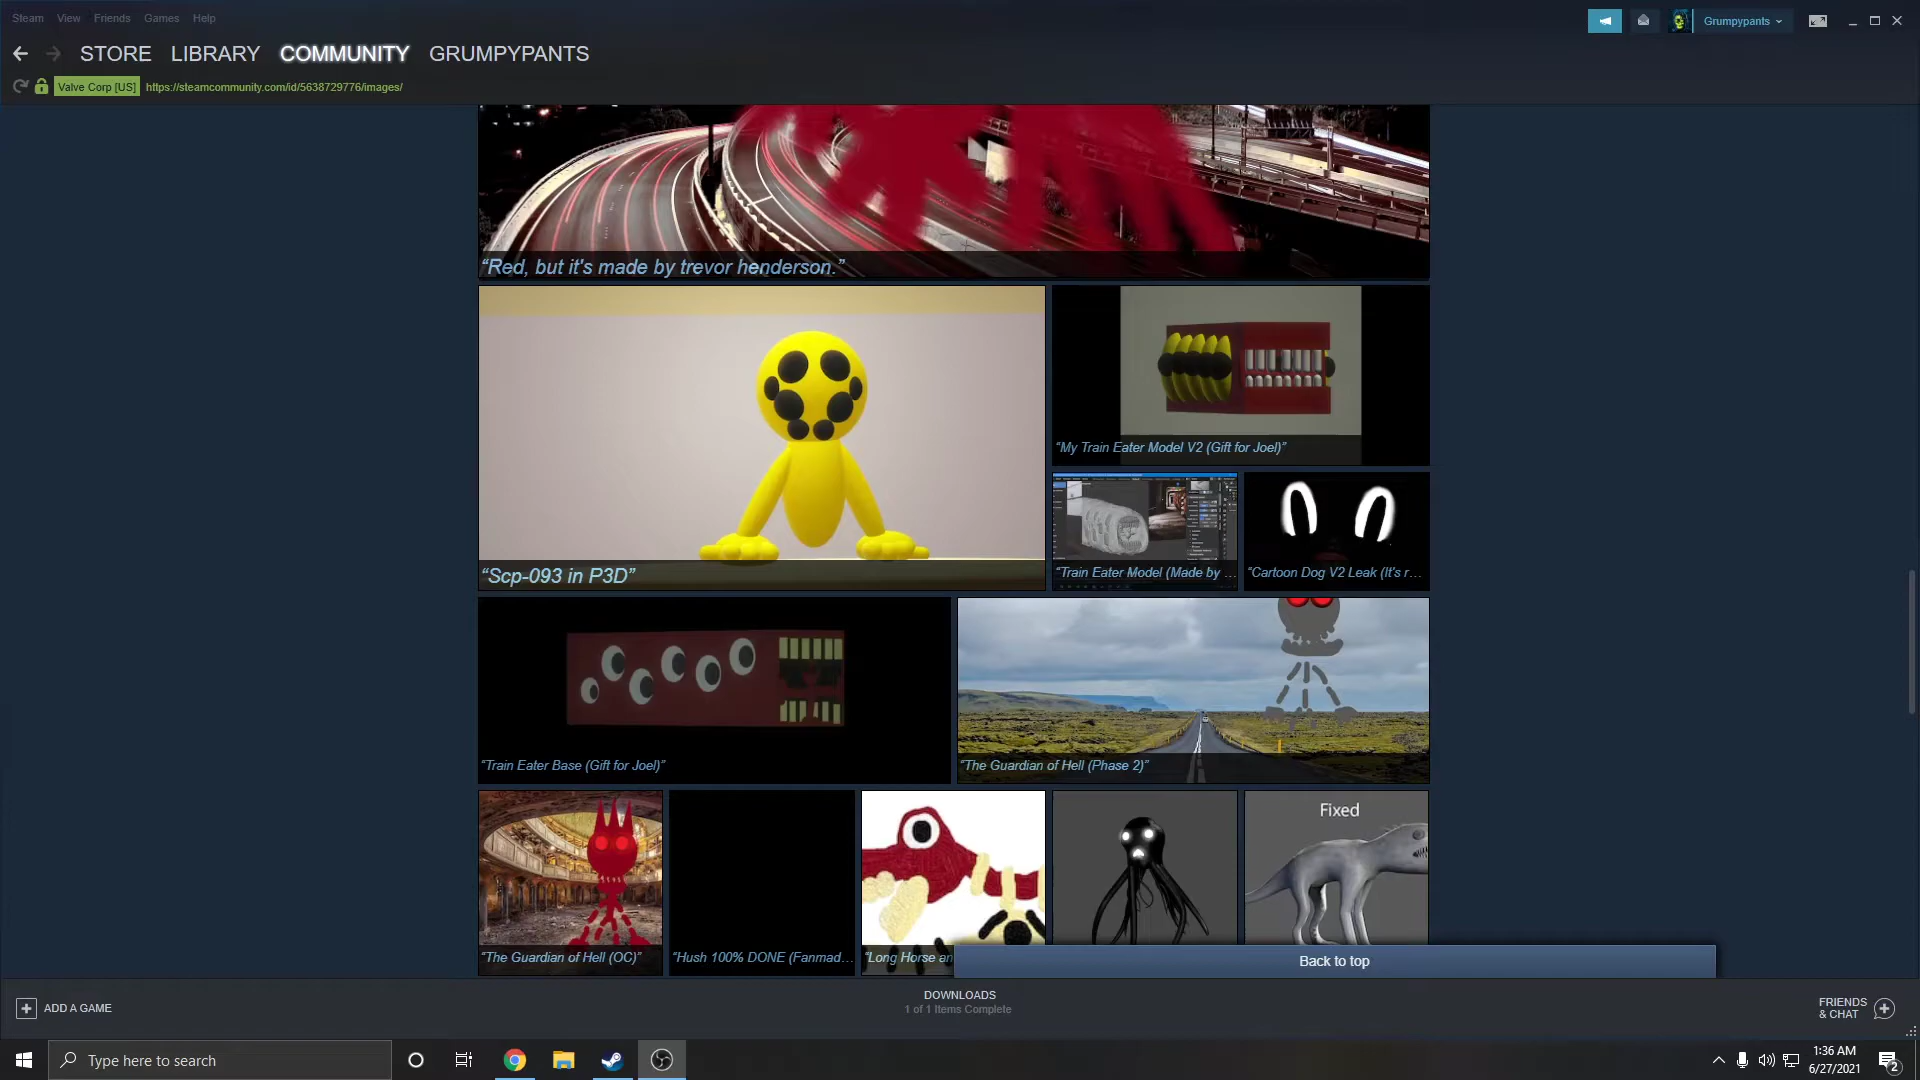 Steam View Friends Games Help
Grumpypants
STORE LIBRARY COMMUNITY GRUMPYPANTS
Valve Corp [US] https://steamcommunity.com/id/5638729776/images/
“Red, but it's made by trevor henderson.”
“My Train Eater Model V2 (Gift for Joel)”
“Scp-093 in P3D”
“Train Eater Model (Made by ...
“Cartoon Dog V2 Leak (It's r...
“Train Eater Base (Gift for Joel)”
“The Guardian of Hell (Phase 2)”
Fixed
“The Guardian of Hell (OC)”
“Hush 100% DONE (Fanmad...
“Long Horse an
Back to top
ADD A GAME
DOWNLOADS
1 of 1 Items Complete
FRIENDS
& CHAT
Type here to search
1:36 AM
6/27/2021
2